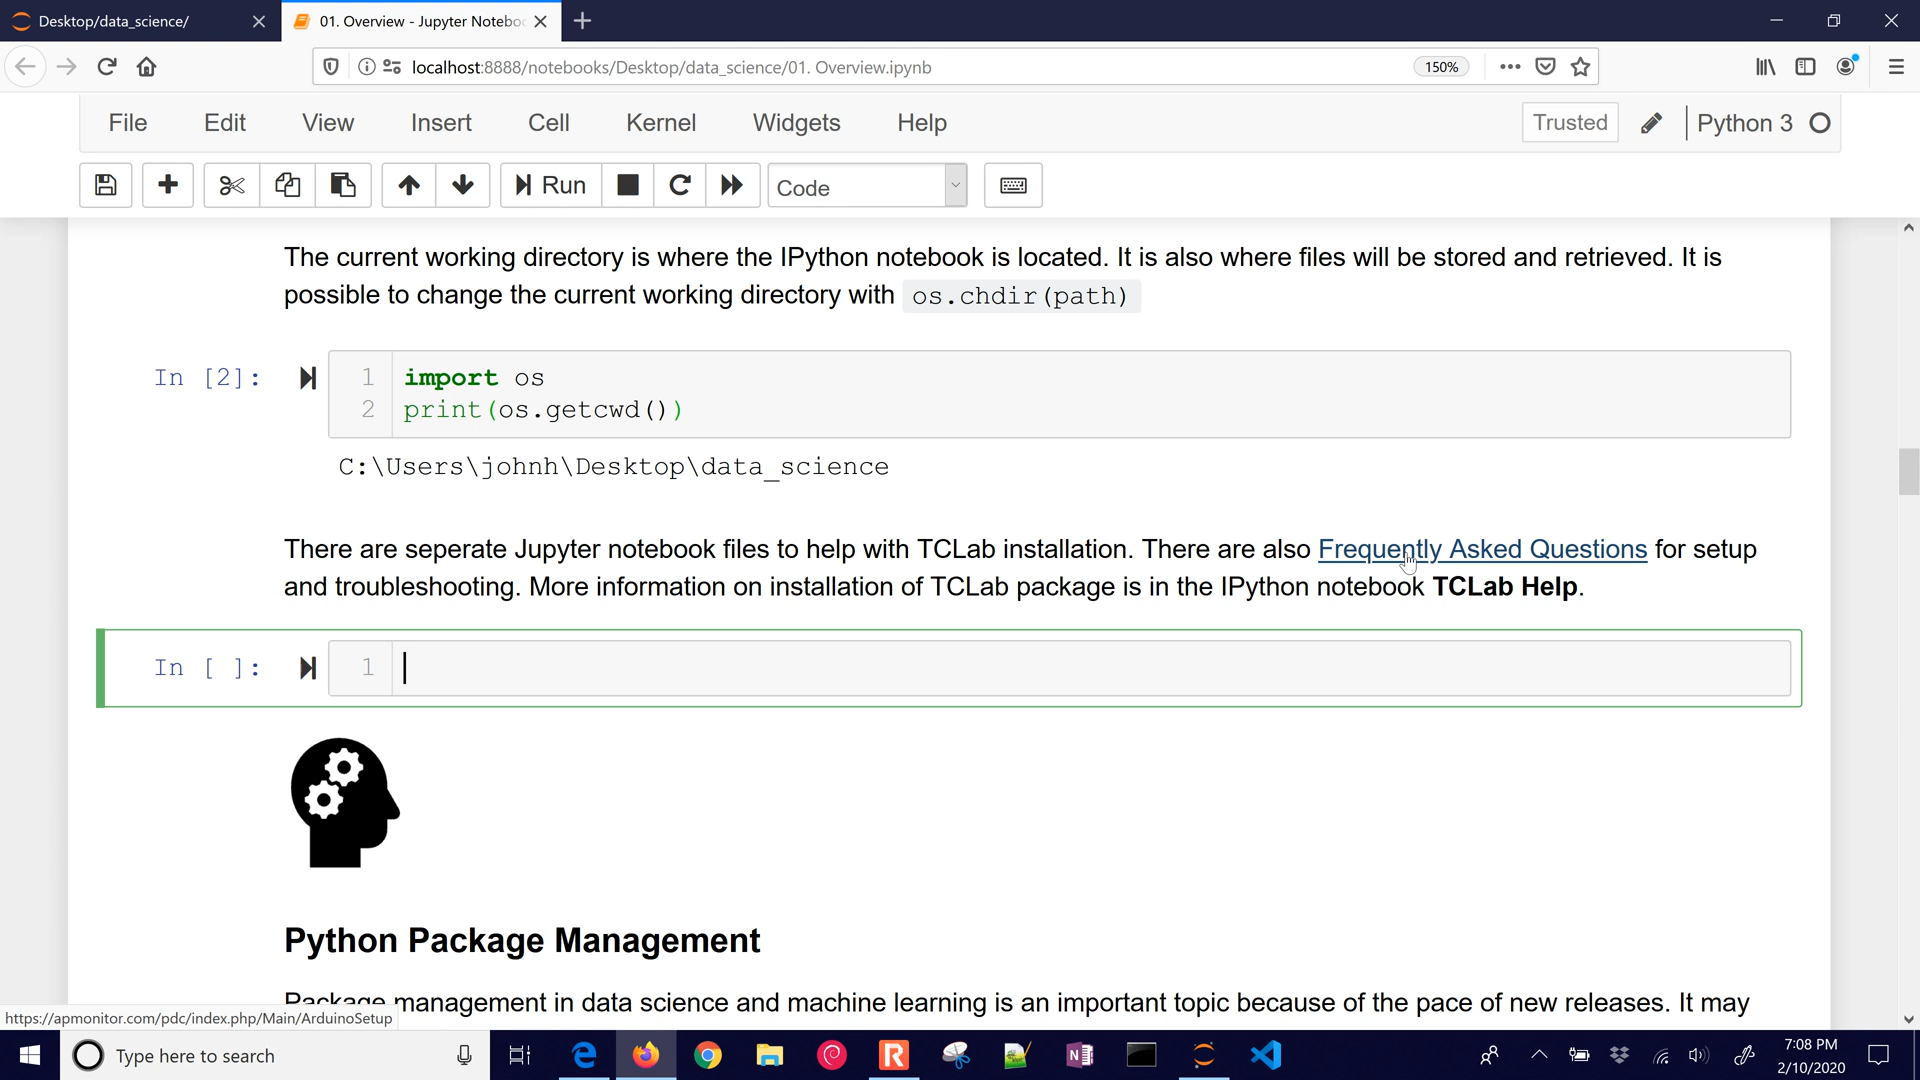 Desktop/data_science/
01. Overview - Jupyter Notebo
localhost:8888/notebooks/Desktop/data_science/01. Overview.ipynb
150%
File Edit View Insert Cell Kernel Widgets Help
Trusted
Python 3
Run
Code
The current working directory is where the IPython notebook is located. It is also where files will be stored and retrieved. It is
possible to change the current working directory with os.chdir(path)
In [2]:
1 import os
2 print(os.getcwd())
C:\Users\johnh\Desktop\data_science
There are seperate Jupyter notebook files to help with TCLab installation. There are also Frequently Asked Questions for setup
and troubleshooting. More information on installation of TCLab package is in the IPython notebook TCLab Help.
In [ ]:
1
Python Package Management
Package management in data science and machine learning is an important topic because of the pace of new releases. It may
https://apmonitor.com/pdc/index.php/Main/ArduinoSetup
Type here to search
R
N
7:08 PM
2/10/2020